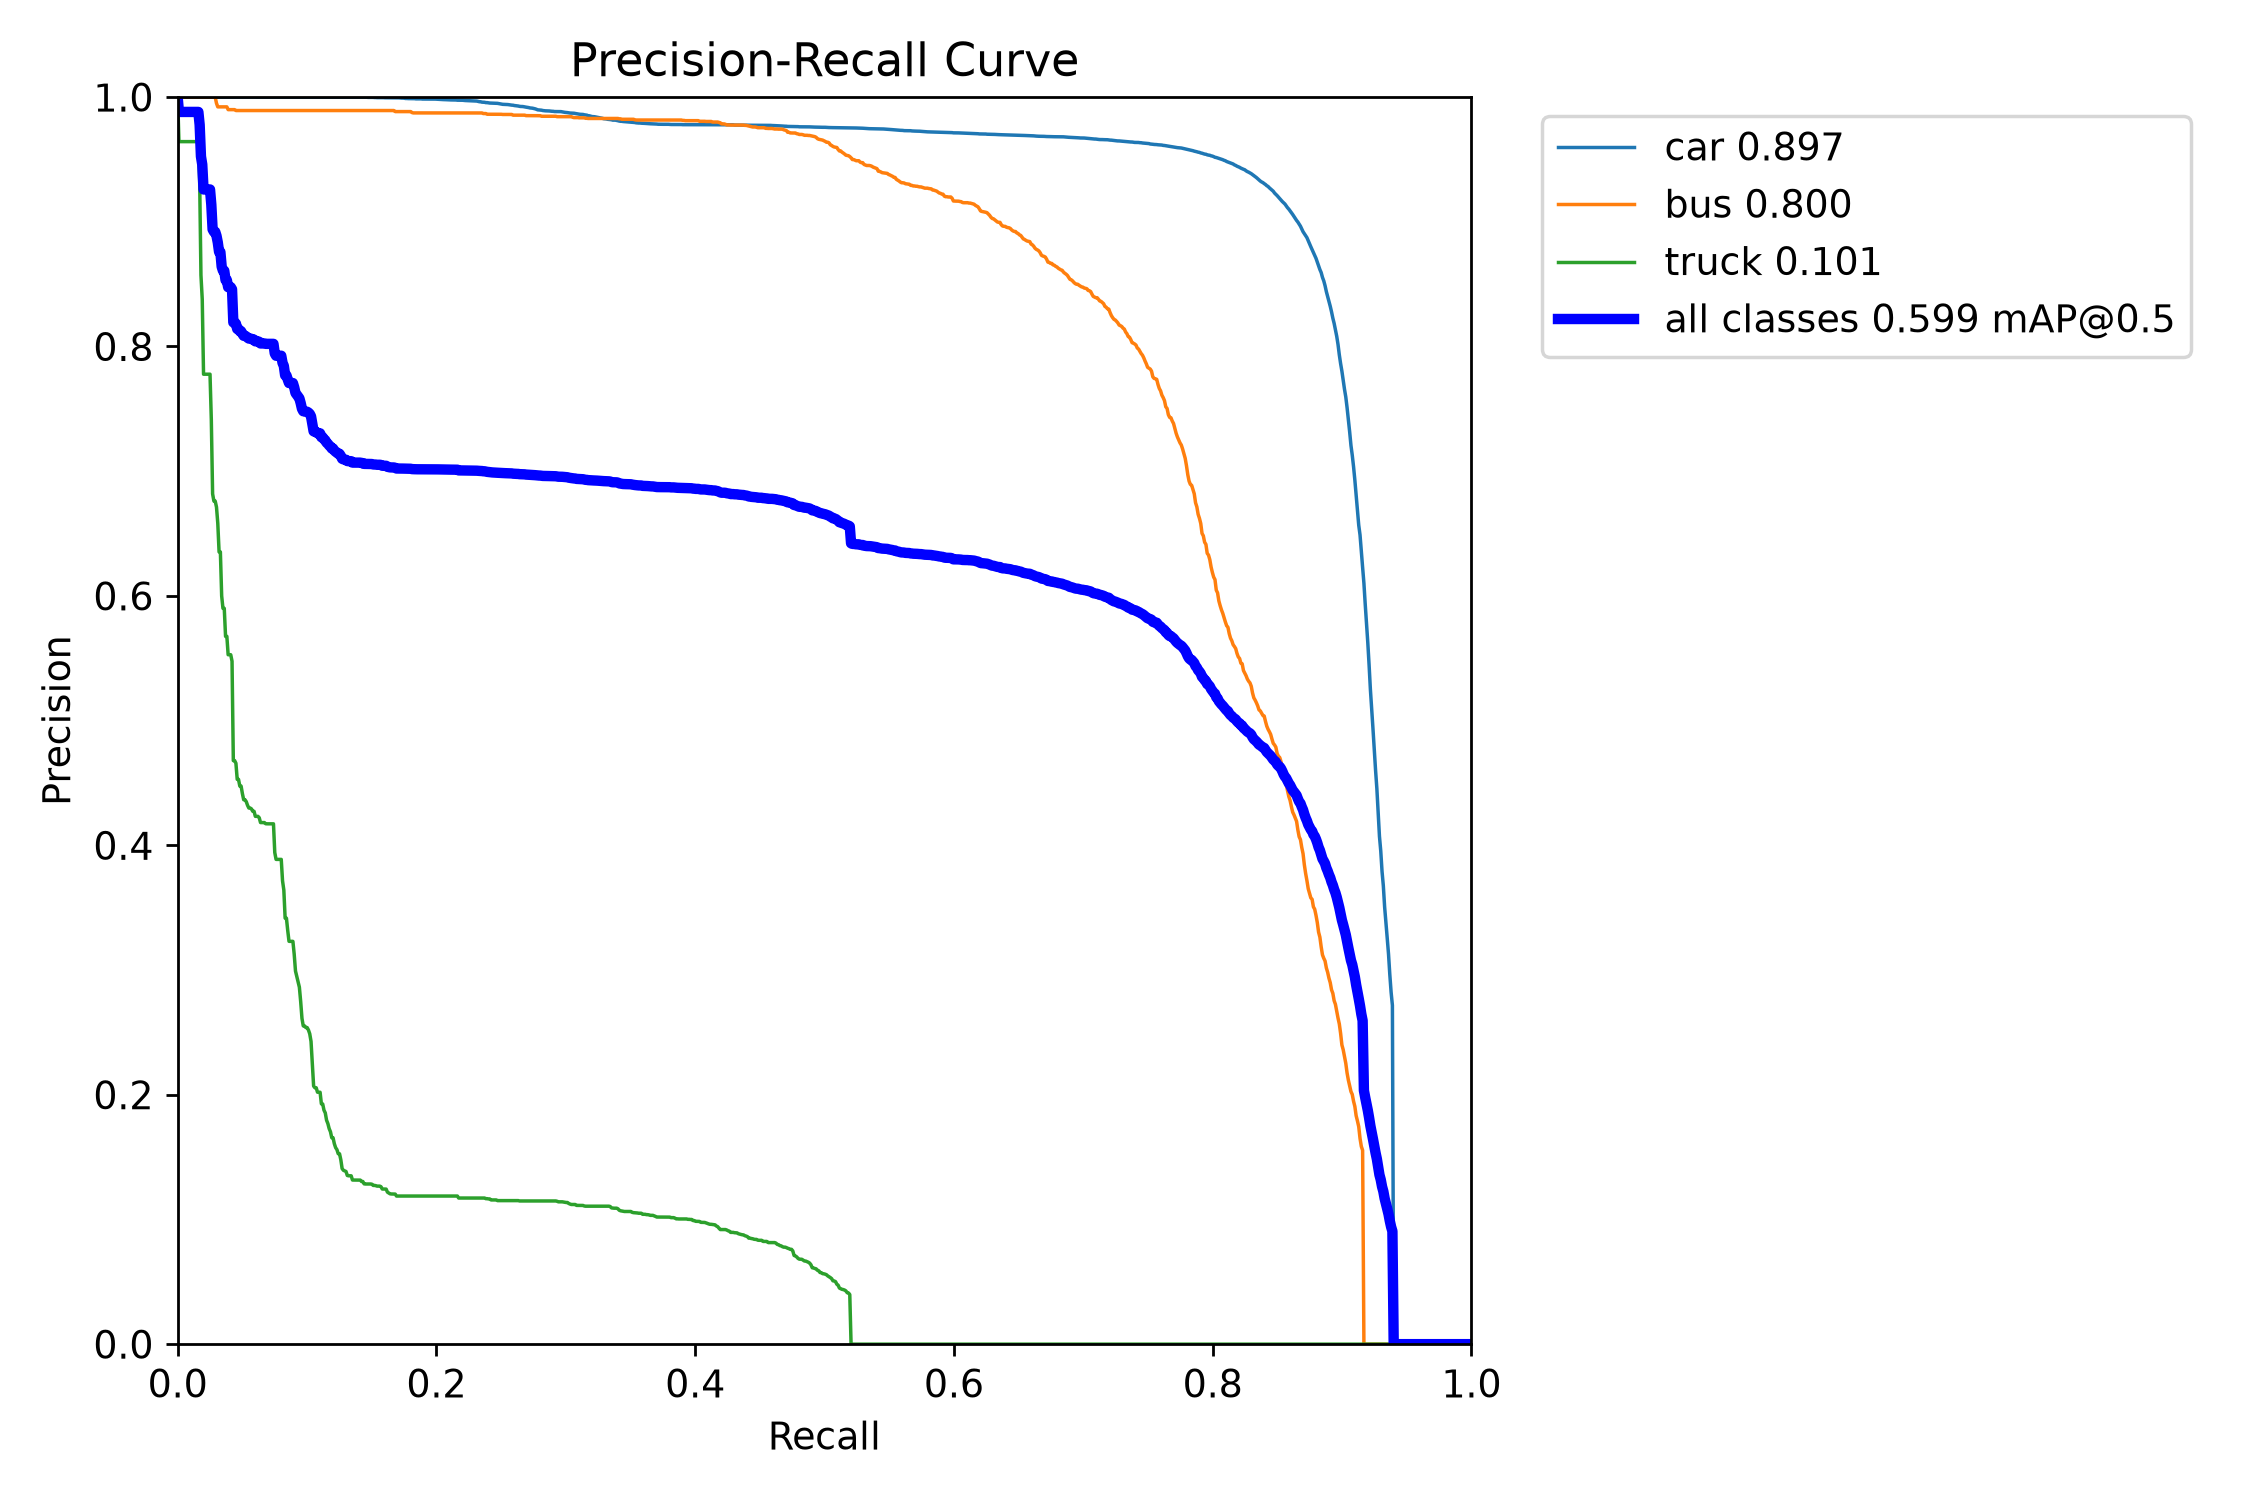 Precision-Recall Curve
1.0
0.8
0.6
0.4
0.2
0.0
Precision
0.0 0.2 0.4 0.6 0.8 1.0
Recall
car 0.897
bus 0.800
truck 0.101
all classes 0.599 mAP@0.5